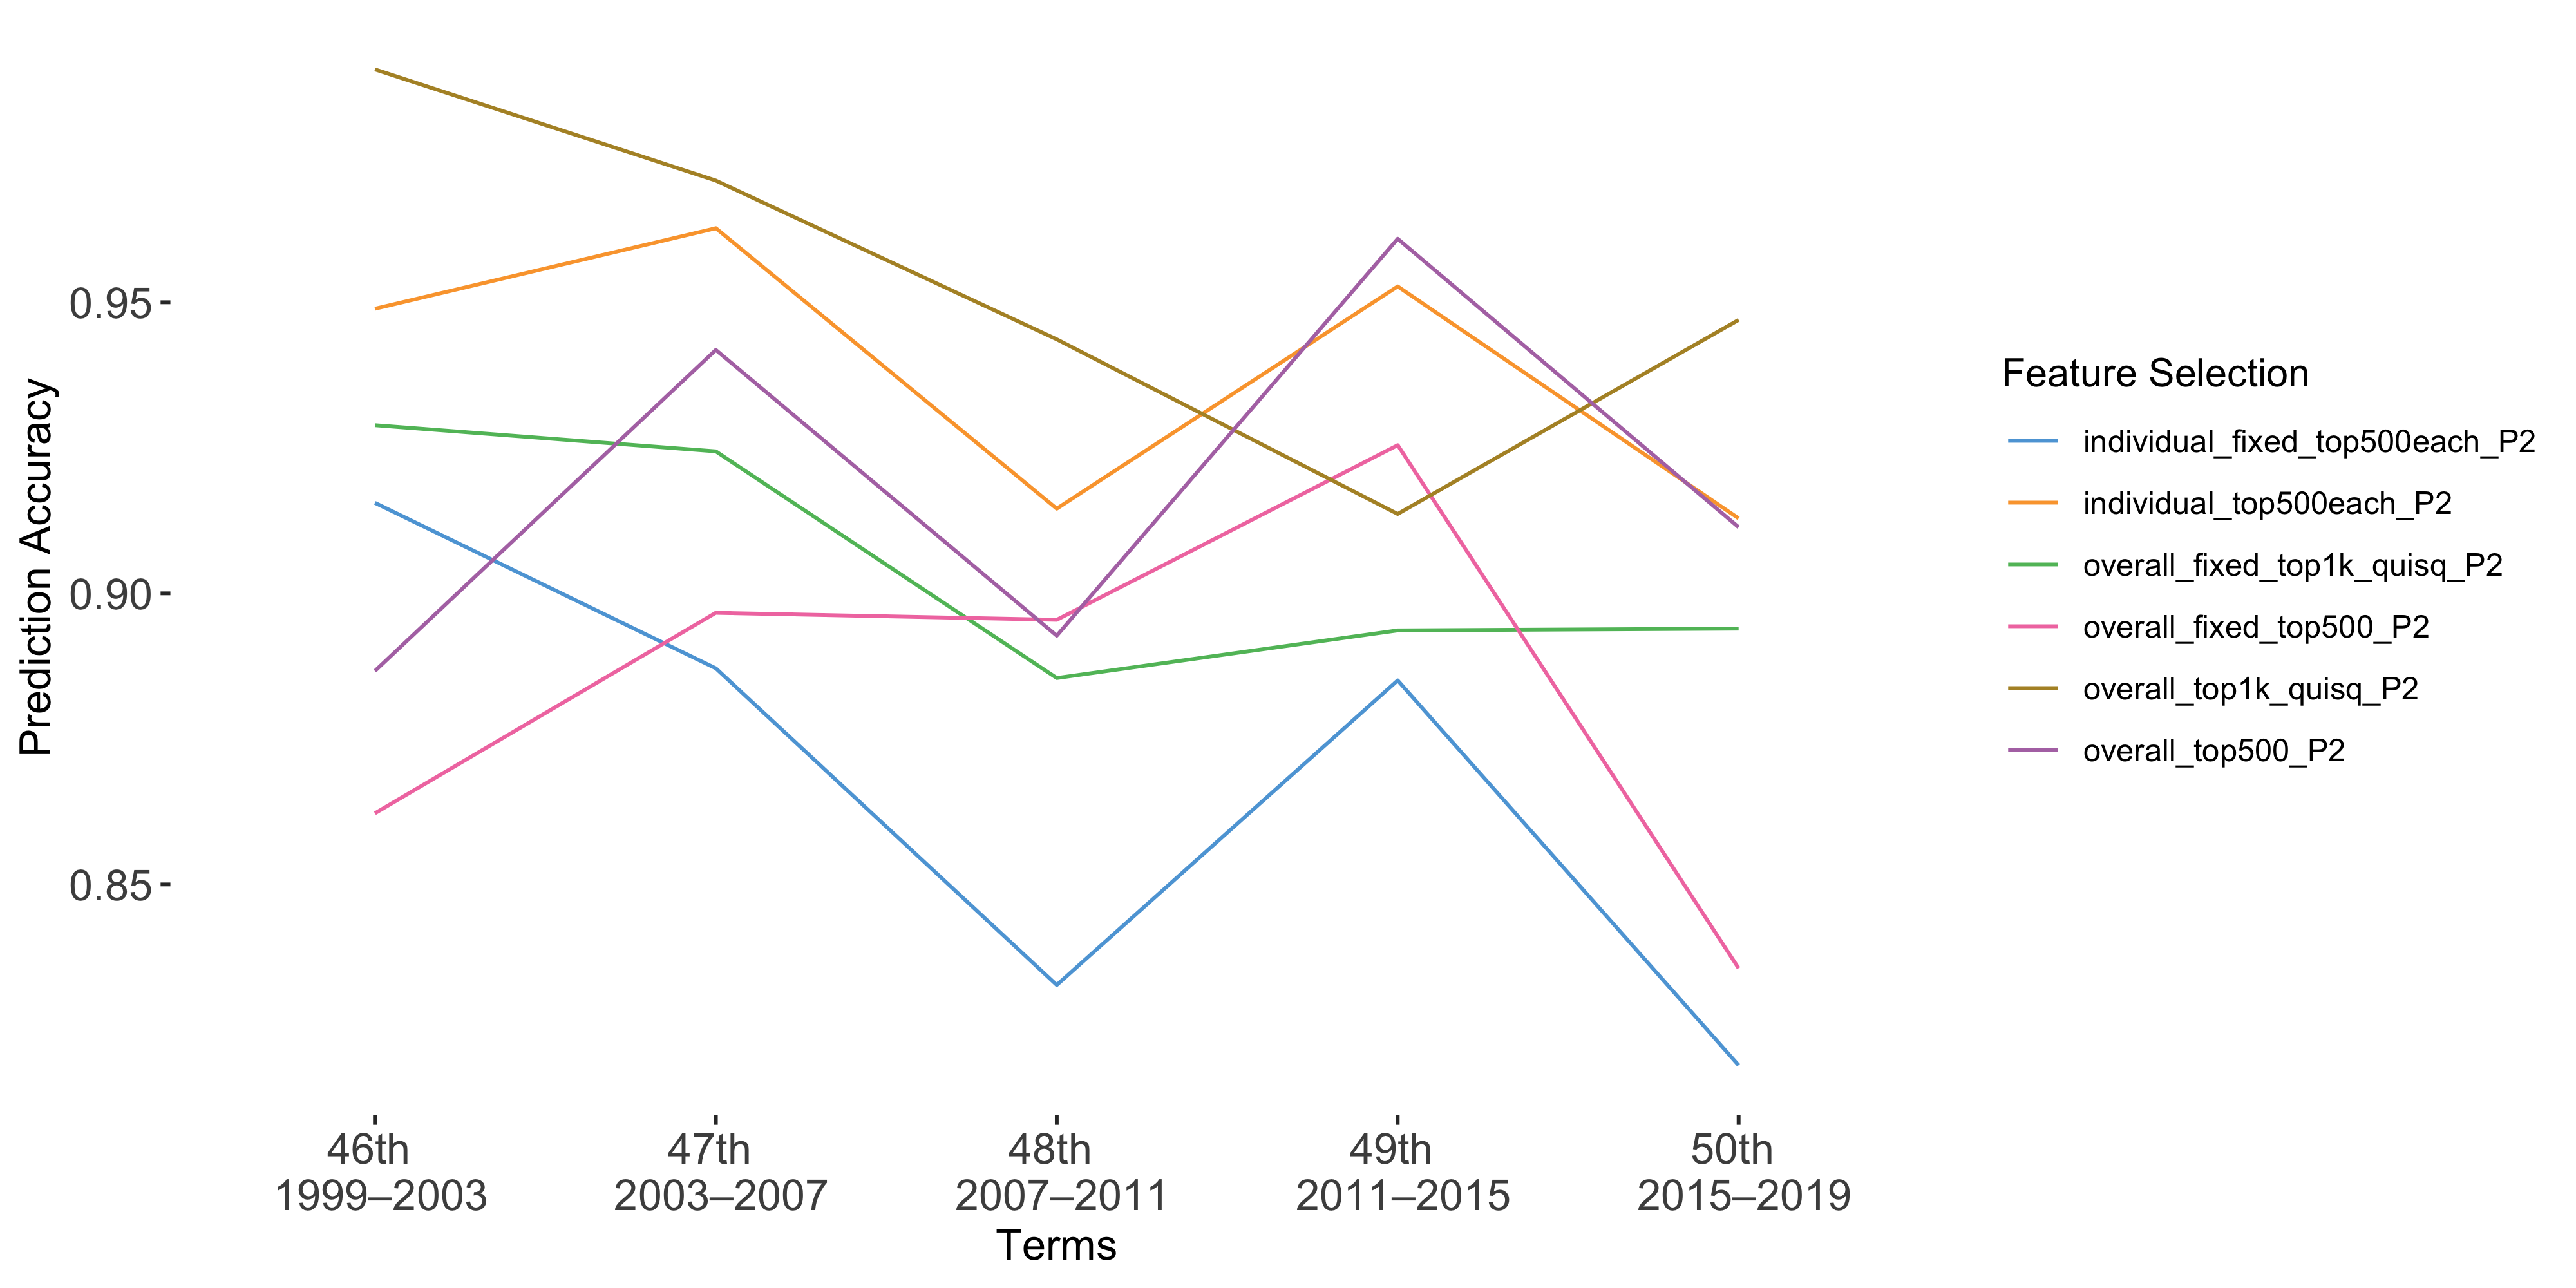 Prediction Accuracy
0.95
0.90
0.85
46th
1999–2003
47th
2003–2007
48th
2007–2011
49th
2011–2015
50th
2015–2019
Terms
Feature Selection
individual_fixed_top500each_P2
individual_top500each_P2
overall_fixed_top1k_quisq_P2
overall_fixed_top500_P2
overall_top1k_quisq_P2
overall_top500_P2